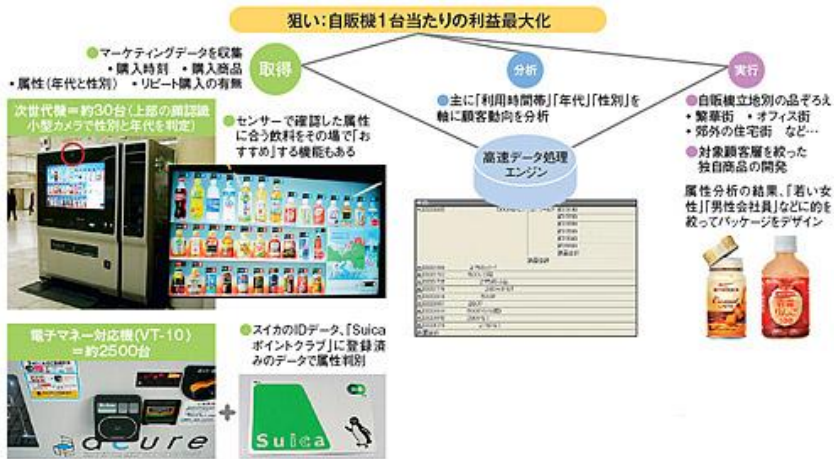 狙い:自販機1台当たりの利益最大化
●マーケティングデータを収集
・購入時刻 ・購入商品
・属性(年代と性別) ・リピート購入の有無
取得
次世代機=約30台(上部の顔認識
小型カメラで性別と年代を判定)
●センサーで確認した属性
に合う飲料をその場で「お
すすめ」する機能もある
電子マネー対応機(VT-10)
=約2500台
●スイカのIDデータ、「Suica
ポイントクラブ」に登録済
みのデータで属性判別
acure
+
Suica
分析
●主に「利用時間帯」「年代」「性別」を
軸に顧客動向を分析
高速データ処理
エンジン
実行
●自販機立地別の品ぞろえ
・繁華街 ・オフィス街
・郊外の住宅街 など…
●対象顧客層を絞った
独自商品の開発
属性分析の結果、「若い女
性」「男性会社員」などに的を
絞ってパッケージをデザイン